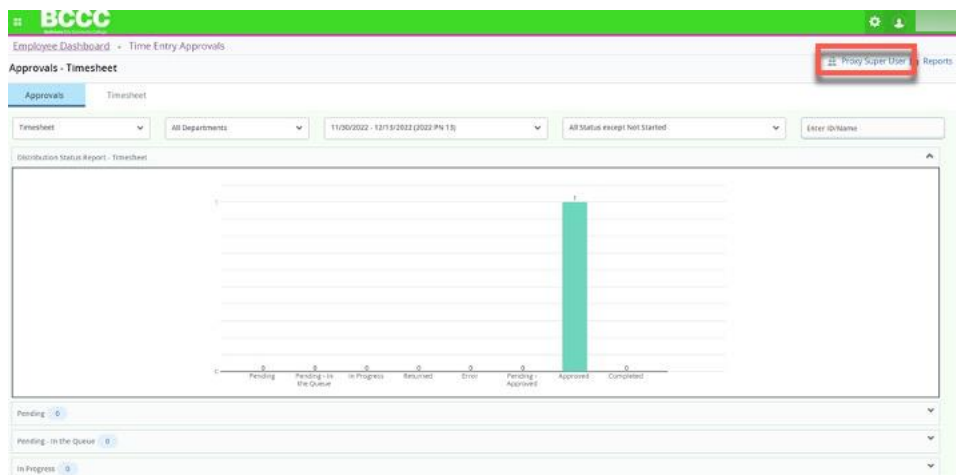 BCCC
Employee Dashboard • Time Entry Approvals
Approvals - Timesheet
Proxy Super User
Reports
Approvals Timesheet
Timesheet
All Departments
11/30/2022 - 12/13/2022 (2022 PN 13)
All Status except Not Started
Enter ID/Name
Distribution Status Report - Timesheet
1
1
0
0 0 0 0 0 0 0
Pending
Pending - In the Queue
In Progress
Returned
Error
Pending - Approved
Approved
Completed
Pending 0
Pending - In the Queue 0
In Progress 0